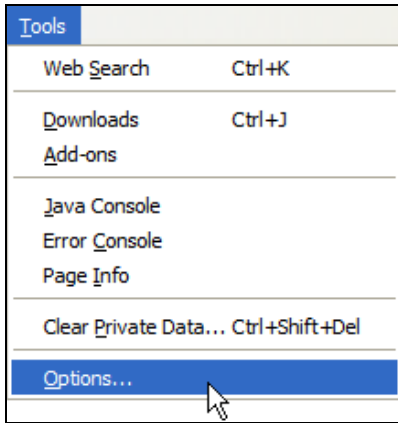 Tools
Web Search Ctrl+K
Downloads Ctrl+J
Add-ons
Java Console
Error Console
Page Info
Clear Private Data... Ctrl+Shift+Del
Options...